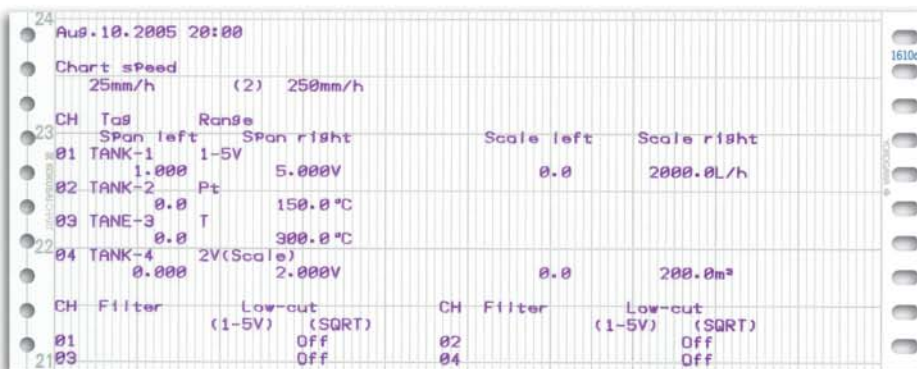 24
Aug.10.2005 20:00
Chart speed
25mm/h (2) 250mm/h
1610
CH Tag Range
23 Span left Span right Scale left Scale right
01 TANK-1 1-5V
1.000 5.000V 0.0 2000.0L/h
02 TANK-2 Pt
0.0 150.0°C
03 TANE-3 T
0.0 300.0°C
22
04 TANK-4 2V(Scale)
0.000 2.000V 0.0 200.0m³
CH Filter Low-cut CH Filter Low-cut
(1-5V) (SQRT) (1-5V) (SQRT)
01 Off 02 Off
21 03 Off 04 Off